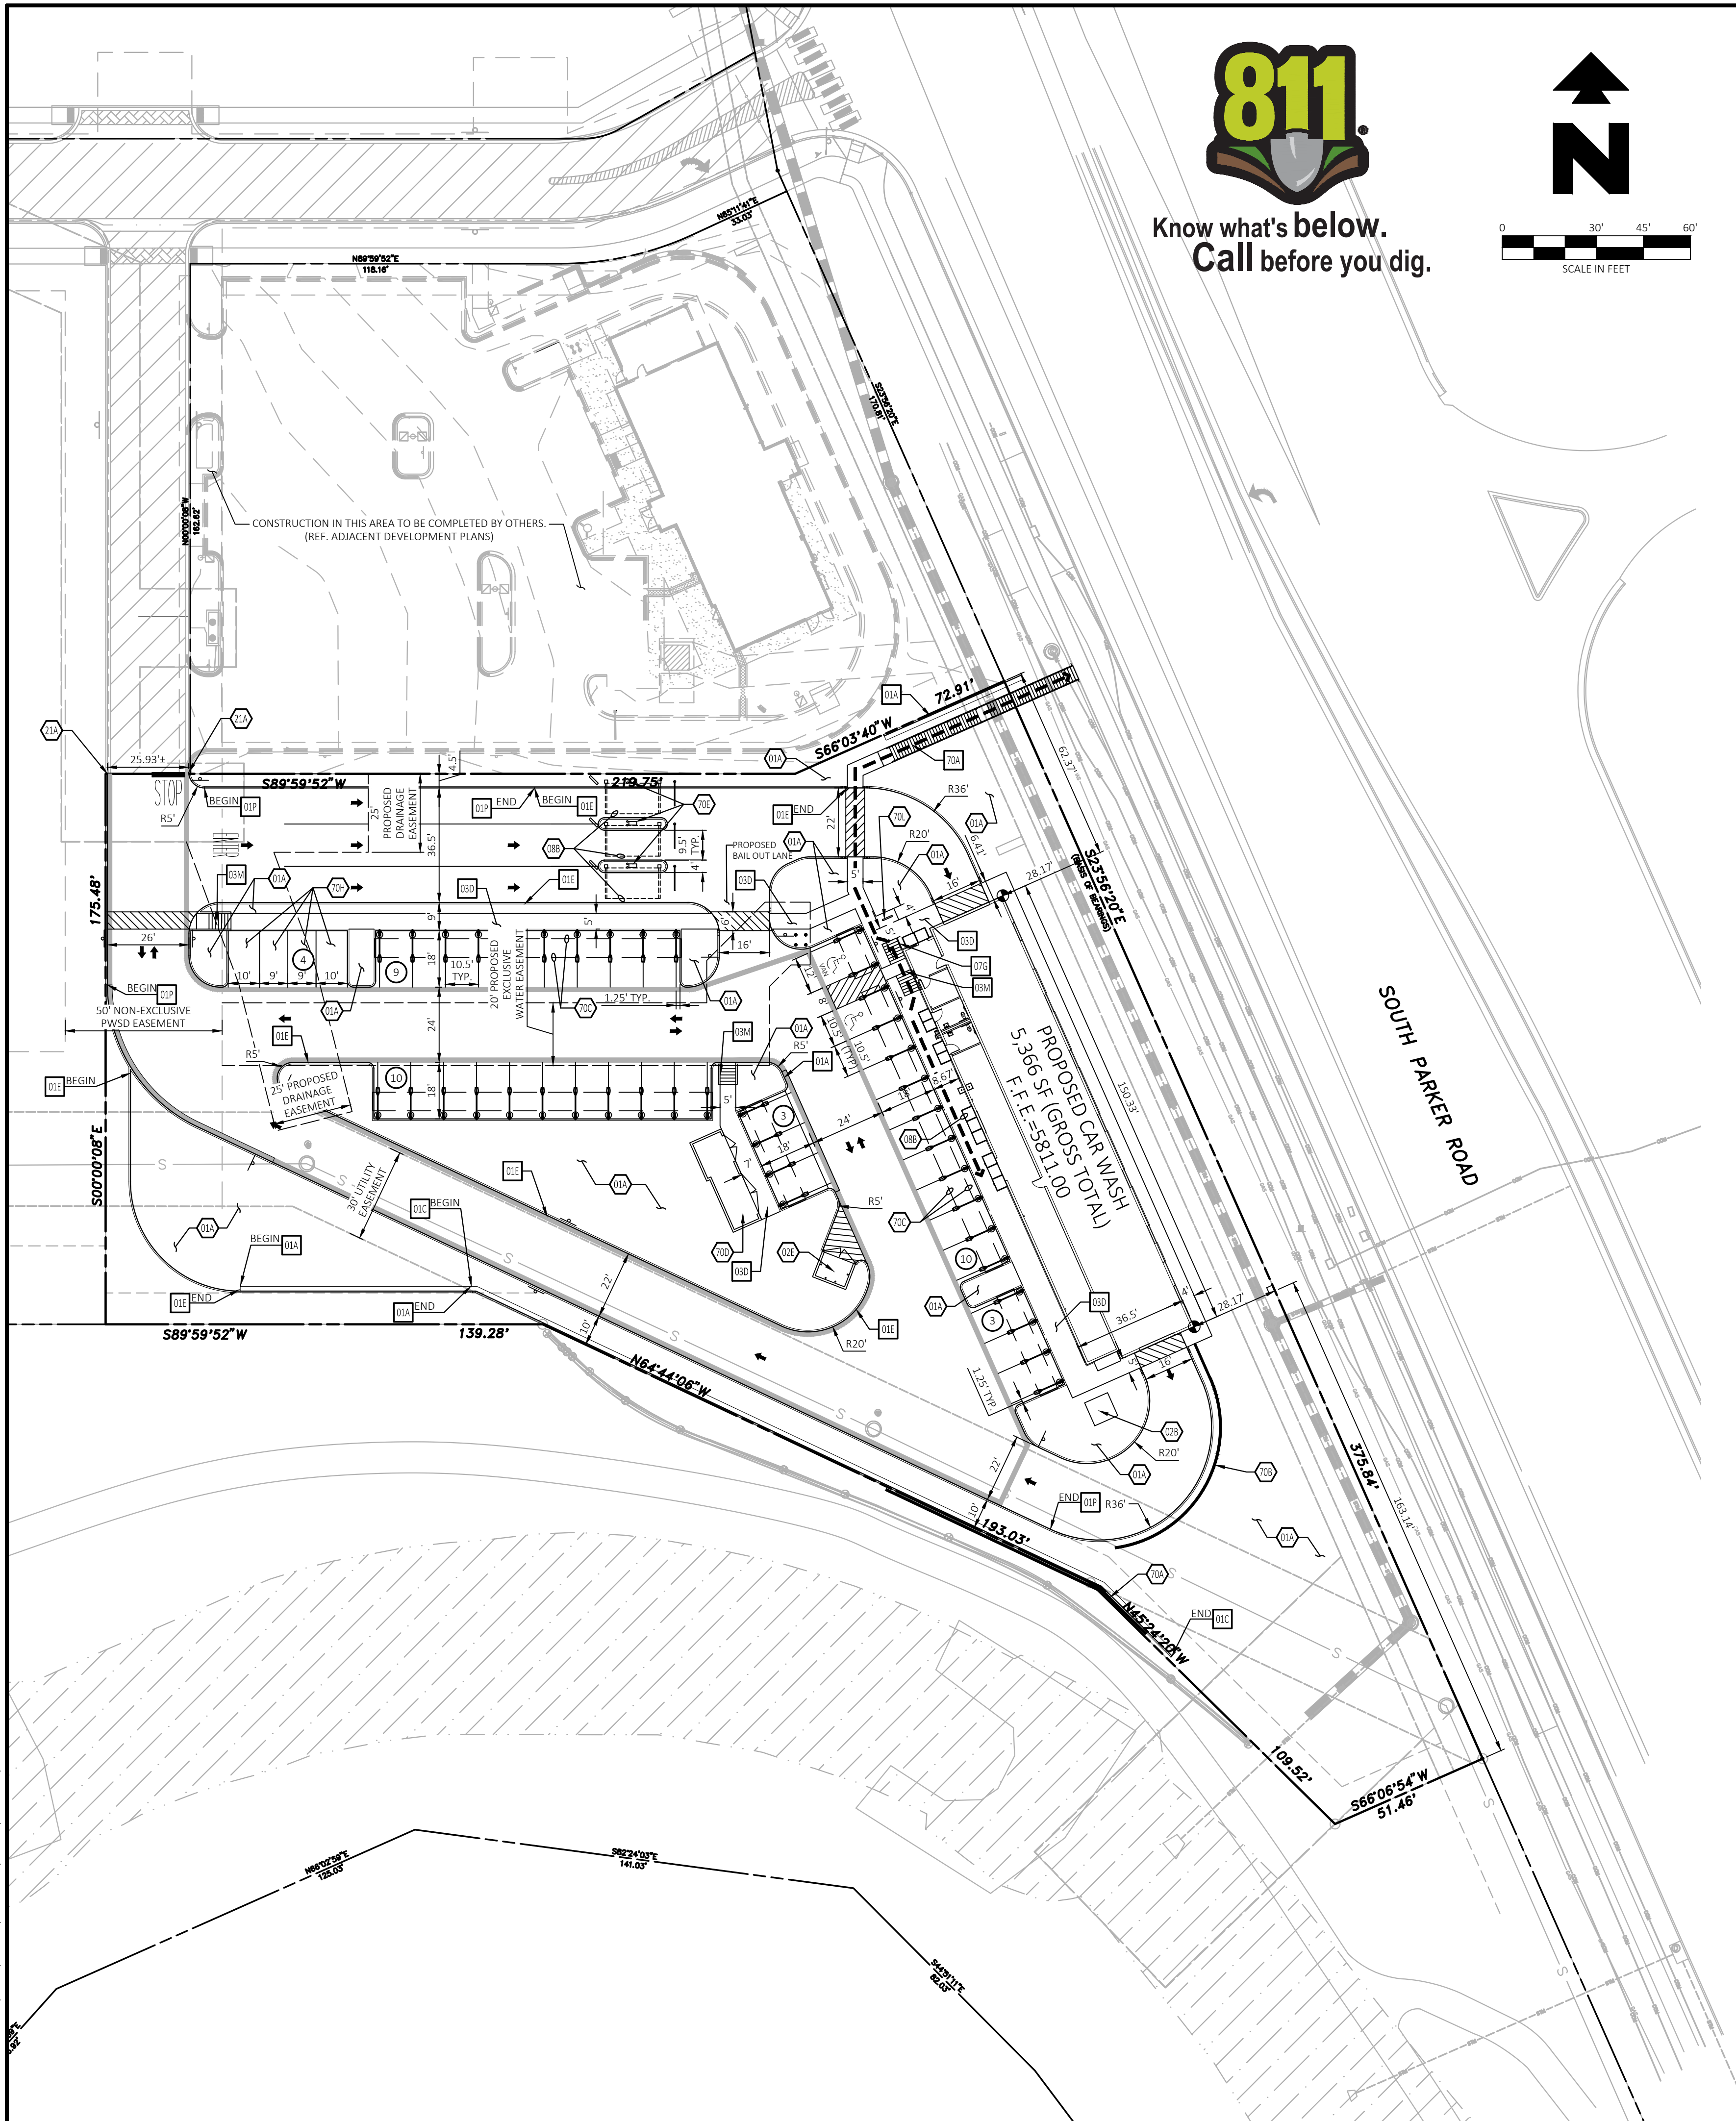 811®
Know what's below.
Call before you dig.
N
0 30' 45' 60'
SCALE IN FEET
N65°11'41"E
33.03'
N89°59'52"E
118.16'
S23°56'20"E
170.81'
N00°00'08"W
162.62'
CONSTRUCTION IN THIS AREA TO BE COMPLETED BY OTHERS.
(REF. ADJACENT DEVELOPMENT PLANS)
01A
72.91'
S66°03'40"W
21A
21A
25.93'±
STOP
S89°59'52"W
219.75'
4.5'
01A
70A
62.37'
R5'
BEGIN 01P
25'
PROPOSED
DRAINAGE
EASEMENT
36.5'
01P END
BEGIN 01E
70E
01E END
22'
70L
R36'
01A
R20'
6.41'
08B
9.5'
TYP.
4'
PROPOSED
BAIL OUT LANE
01A
01A
5'
16'
28.17'
S23°56'20"E
(BASIS OF BEARINGS)
175.48'
03M
01A
70H
03D
01E
03D
9'
5'
6'
16'
4'
5'
03D
07G
03M
26'
10' 9' 9' 10'
4
9
18'
10.5'
TYP.
20' PROPOSED
EXCLUSIVE
WATER EASEMENT
70C
1.25' TYP.
01A
01A
VAN
12'
8'
10.5' (TYP)
10.5'
BEGIN 01P
50' NON-EXCLUSIVE
PWSD EASEMENT
24'
01E
R5'
03M
01A
R5'
01A
PROPOSED CAR WASH
5,366 SF (GROSS TOTAL)
F.F.E.=5811.00
SOUTH PARKER ROAD
150.33'
8.67'
18'
01E BEGIN
25' PROPOSED
DRAINAGE
EASEMENT
10
18'
5'
3
18'
7'
24'
08B
S00°00'08"E
S
30' UTILITY
EASEMENT
01E
01A
R5'
70C
01A
01C BEGIN
BEGIN 01A
22'
70D
03D
02E
10
01A
3
03D
4'
36.5'
28.17'
01E END
01A END
S89°59'52"W
139.28'
10'
R20'
01E
5'
16'
N64°44'06"W
1.25' TYP.
02B
R20'
70B
375.84'
163.14'
22'
01A
10'
END 01P
R36'
01A
193.03'
70A
END 01C
N45°24'20"W
109.52'
S66°06'54"W
51.46'
N66°02'59"E
125.03'
S82°24'03"E
141.03'
S44°51'11"E
82.03'